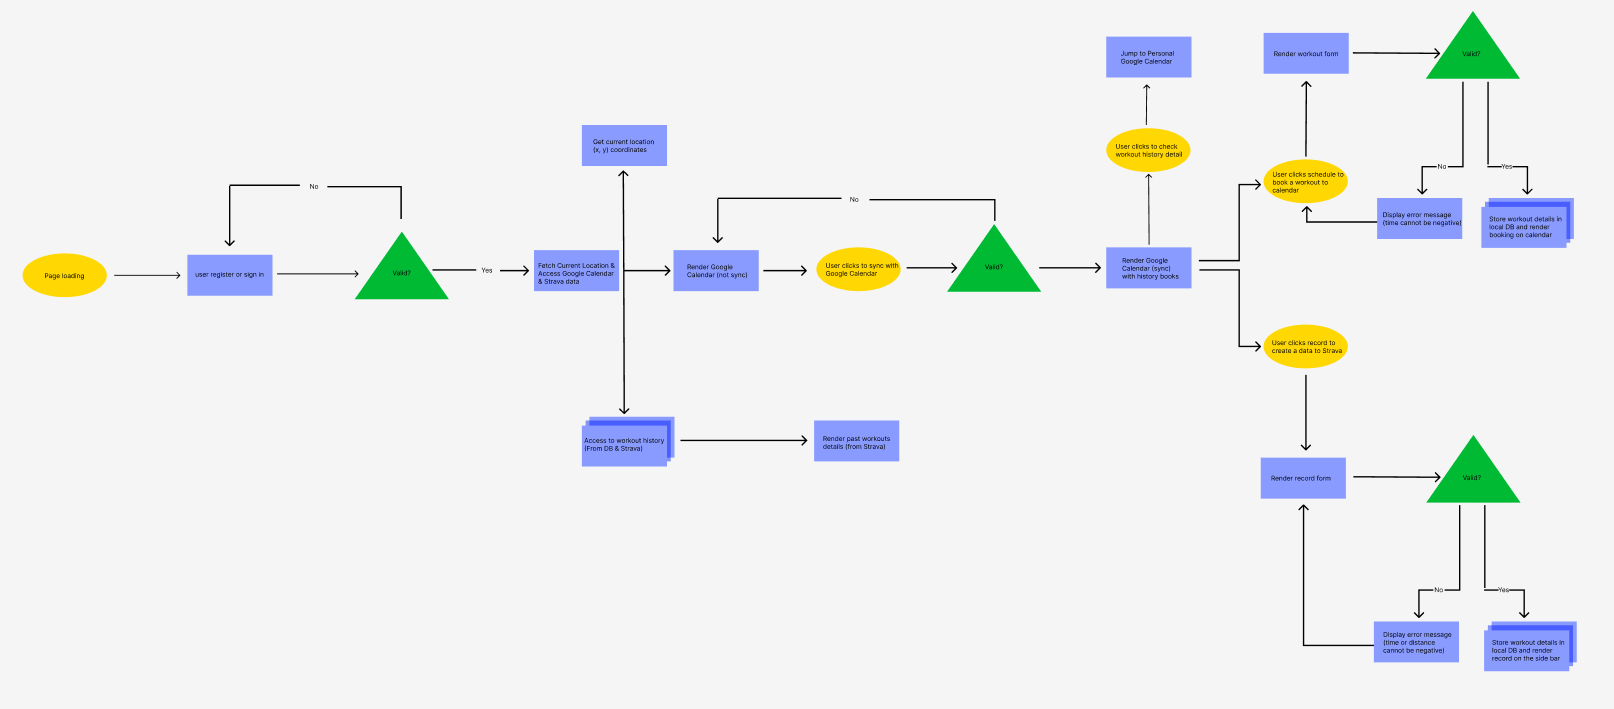 Page loading
No
user register or sign in
Valid?
Yes
Get current location
(x, y) coordinates
Fetch Current Location &
Access Google Calendar
& Strava data
Access to workout history
(From DB & Strava)
Render past workouts
details (from Strava)
Render Google
Calendar (not sync)
No
User clicks to sync with
Google Calendar
Valid?
Jump to Personal
Google Calendar
User clicks to check
workout history detail
Render Google
Calendar (sync)
with history books
Render workout form
Valid?
User clicks schedule to
book a workout to
calendar
No
Yes
Display error message
(time cannot be negative)
Store workout details in
local DB and render
booking on calendar
User clicks record to
create a data to Strava
Render record form
Valid?
No
Yes
Display error message
(time or distance
cannot be negative)
Store workout details in
local DB and render
record on the side bar